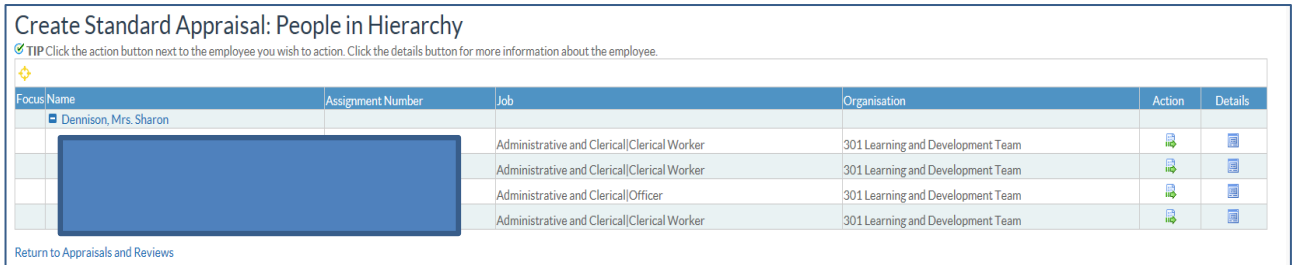 Create Standard Appraisal: People in Hierarchy
TIP Click the action button next to the employee you wish to action. Click the details button for more information about the employee.
Focus Name Assignment Number Job Organisation Action Details
Dennison, Mrs. Sharon
Administrative and Clerical|Clerical Worker 301 Learning and Development Team
Administrative and Clerical|Clerical Worker 301 Learning and Development Team
Administrative and Clerical|Officer 301 Learning and Development Team
Administrative and Clerical|Clerical Worker 301 Learning and Development Team
Return to Appraisals and Reviews